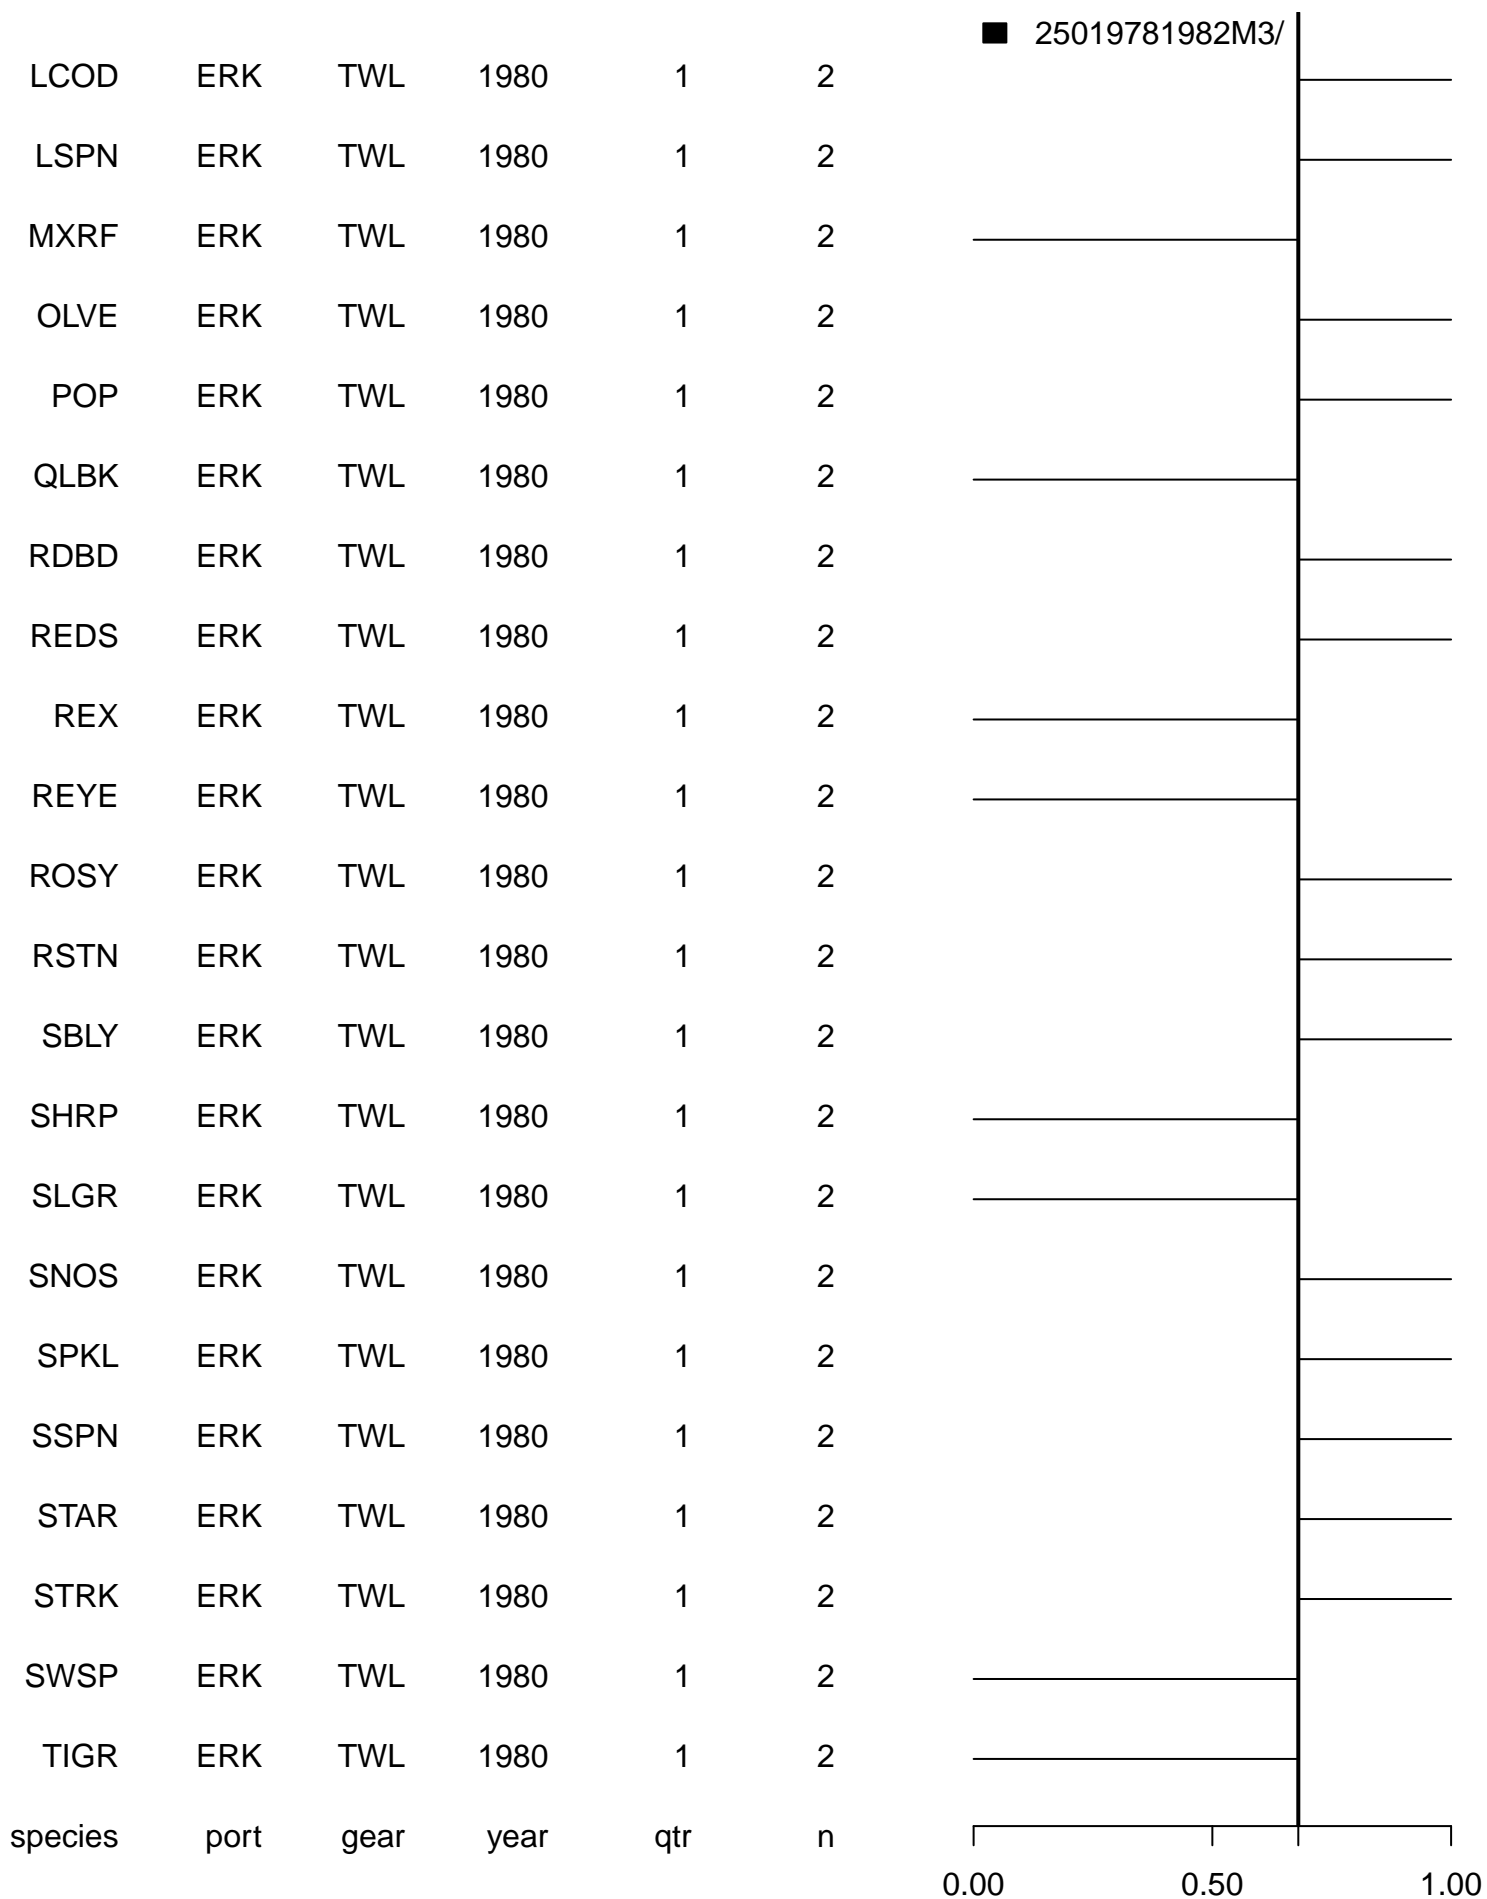 25019781982M3/
LCOD ERK TWL 1980 1 2
LSPN ERK TWL 1980 1 2
MXRF ERK TWL 1980 1 2
OLVE ERK TWL 1980 1 2
POP ERK TWL 1980 1 2
QLBK ERK TWL 1980 1 2
RDBD ERK TWL 1980 1 2
REDS ERK TWL 1980 1 2
REX ERK TWL 1980 1 2
REYE ERK TWL 1980 1 2
ROSY ERK TWL 1980 1 2
RSTN ERK TWL 1980 1 2
SBLY ERK TWL 1980 1 2
SHRP ERK TWL 1980 1 2
SLGR ERK TWL 1980 1 2
SNOS ERK TWL 1980 1 2
SPKL ERK TWL 1980 1 2
SSPN ERK TWL 1980 1 2
STAR ERK TWL 1980 1 2
STRK ERK TWL 1980 1 2
SWSP ERK TWL 1980 1 2
TIGR ERK TWL 1980 1 2
species port gear year qtr n
0.00 0.50 1.00